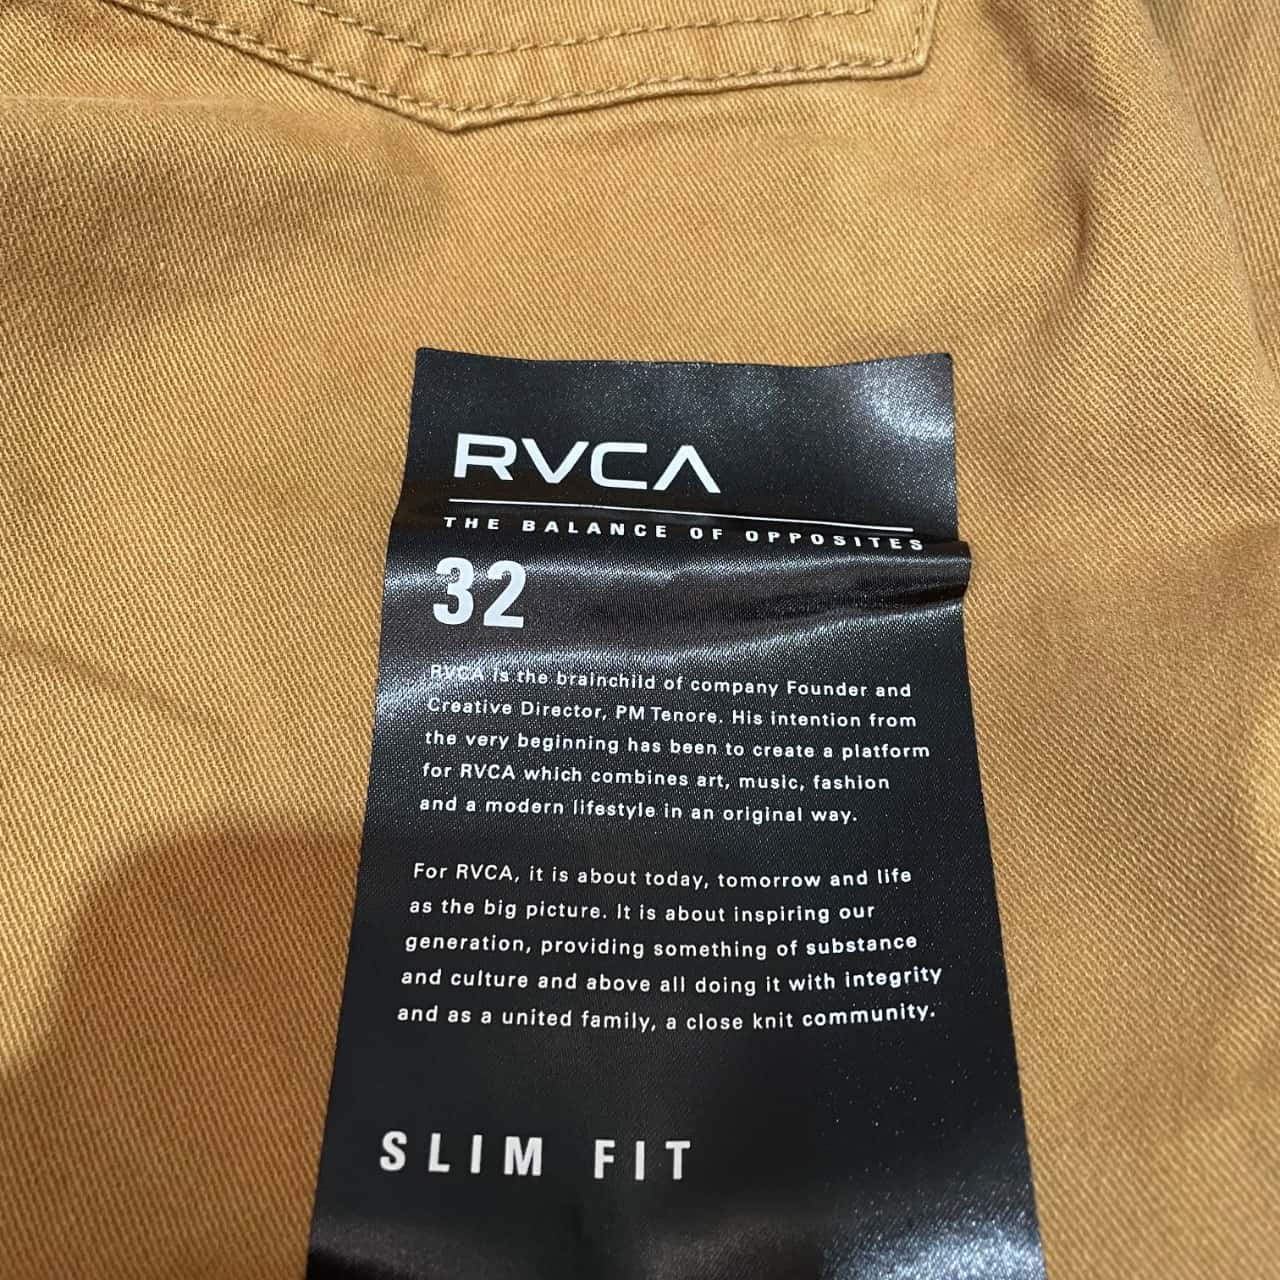 RVCA
THE BALANCE OF OPPOSITES
32
RVCA is the brainchild of company Founder and
Creative Director, PM Tenore. His intention from
the very beginning has been to create a platform
for RVCA which combines art, music, fashion
and a modern lifestyle in an original way.
For RVCA, it is about today, tomorrow and life
as the big picture. It is about inspiring our
generation, providing something of substance
and culture and above all doing it with integrity
and as a united family, a close knit community.
SLIM FIT